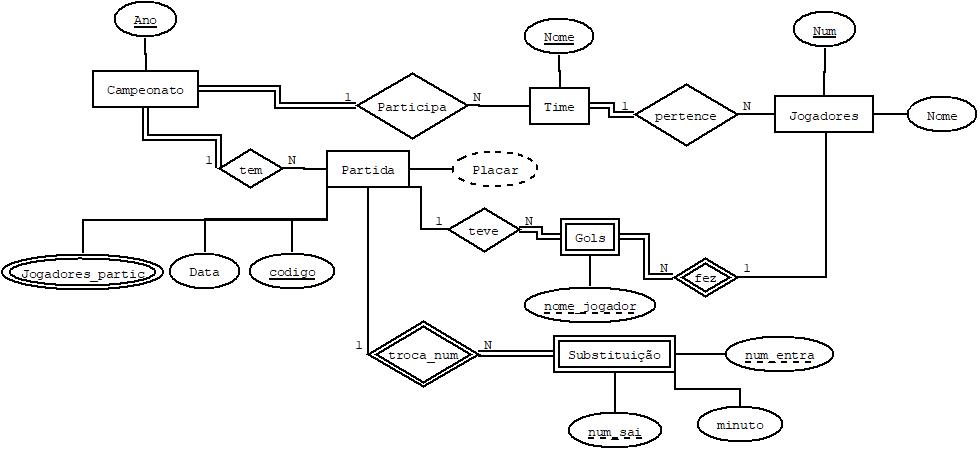 Ano
Nome
Num
Campeonato
1
Participa
N
Time
1
pertence
N
Jogadores
Nome
1
tem
N
Partida
Placar
1
teve
N
Gols
Jogadores_partic
Data
codigo
N
fez
1
nome_jogador
1
troca_num
N
Substituição
num_entra
num_sai
minuto